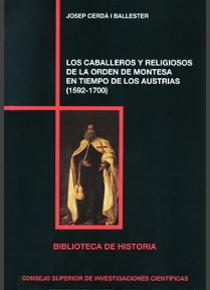 JOSEP CERDÀ I BALLESTER
LOS CABALLEROS Y RELIGIOSOS
DE LA ORDEN DE MONTESA
EN TIEMPO DE LOS AUSTRIAS
(1592-1700)
BIBLIOTECA DE HISTORIA
CONSEJO SUPERIOR DE INVESTIGACIONES CIENTÍFICAS